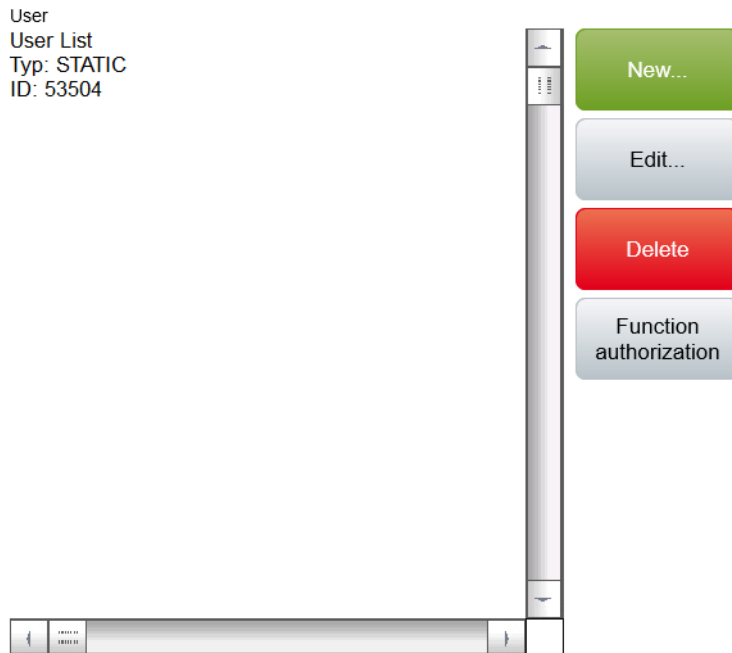 User
User List
Typ: STATIC
ID: 53504
New...
Edit...
Delete
Function
authorization